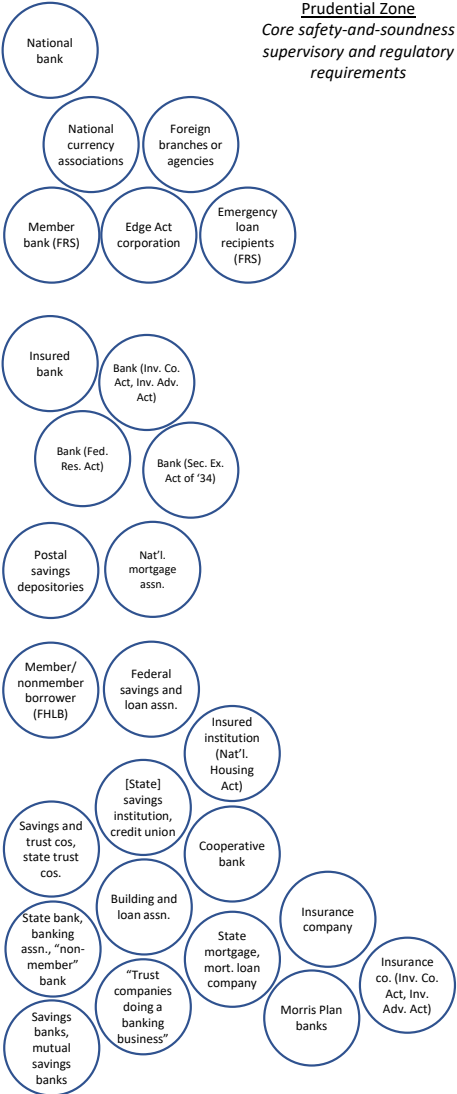 Prudential Zone
Core safety-and-soundness
supervisory and regulatory
requirements
National
bank
National
currency
associations
Foreign
branches or
agencies
Member
bank (FRS)
Edge Act
corporation
Emergency
loan
recipients
(FRS)
Insured
bank
Bank (Inv. Co.
Act, Inv. Adv.
Act)
Bank (Fed.
Res. Act)
Bank (Sec. Ex.
Act of ‘34)
Postal
savings
depositories
Nat’l.
mortgage
assn.
Member/
nonmember
borrower
(FHLB)
Federal
savings and
loan assn.
Insured
institution
(Nat’l.
Housing
Act)
[State]
savings
institution,
credit union
Savings and
trust cos,
state trust
cos.
Cooperative
bank
Building and
loan assn.
Insurance
company
State bank,
banking
assn., “non-
member”
bank
State
mortgage,
mort. loan
company
Insurance
co. (Inv. Co.
Act, Inv.
Adv. Act)
“Trust
companies
doing a
banking
business”
Morris Plan
banks
Savings
banks,
mutual
savings
banks